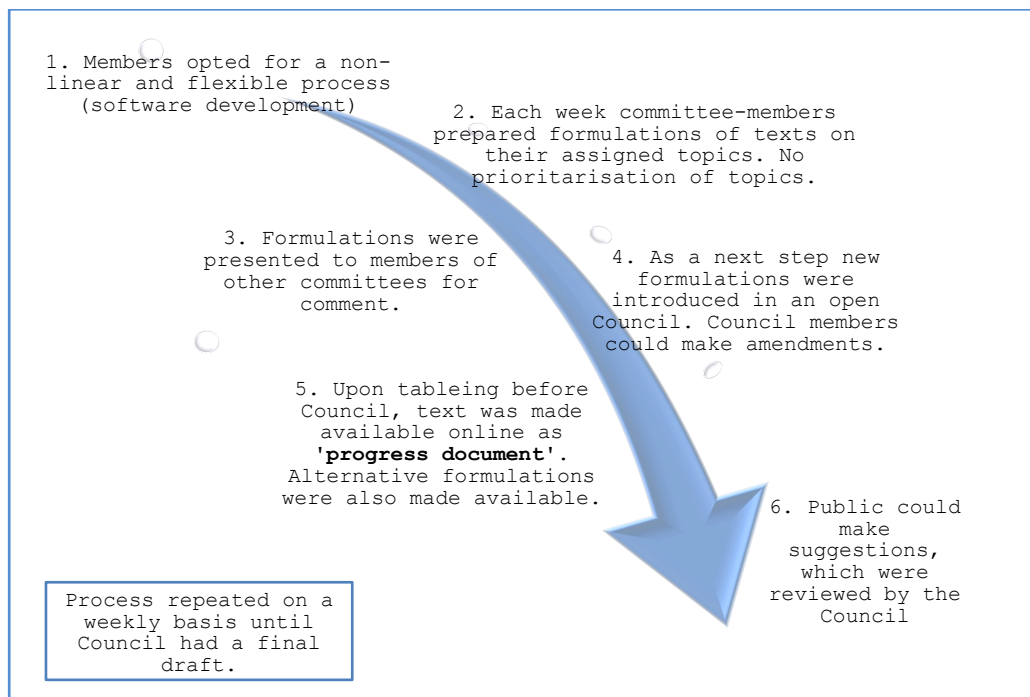 1. Members opted for a non-
linear and flexible process
(software development)
2. Each week committee-members
prepared formulations of texts on
their assigned topics. No
prioritarisation of topics.
3. Formulations were
presented to members of
other committees for
comment.
4. As a next step new
formulations were
introduced in an open
Council. Council members
could make amendments.
5. Upon tableing before
Council, text was made
available online as
'progress document'.
Alternative formulations
were also made available.
6. Public could
make
suggestions,
which were
reviewed by the
Council
Process repeated on a
weekly basis until
Council had a final
draft.